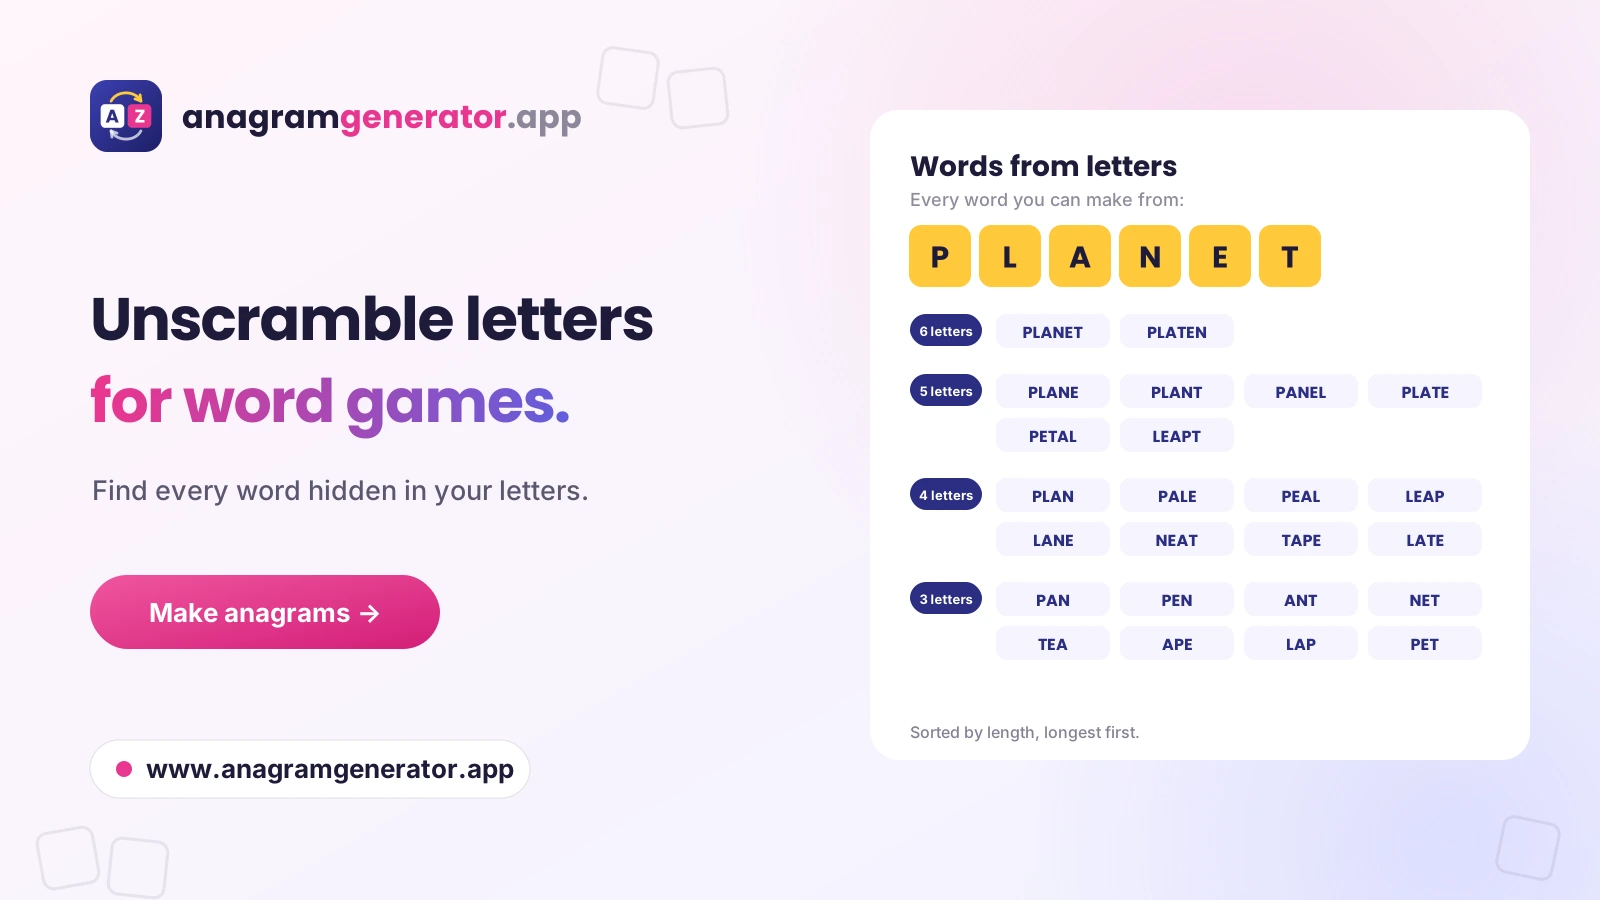 A Z
anagramgenerator.app
Unscramble letters
for word games.
Find every word hidden in your letters.
Make anagrams →
www.anagramgenerator.app
Words from letters
Every word you can make from:
P L A N E T
6 letters PLANET PLATEN
5 letters PLANE PLANT PANEL PLATE
PETAL LEAPT
4 letters PLAN PALE PEAL LEAP
LANE NEAT TAPE LATE
3 letters PAN PEN ANT NET
TEA APE LAP PET
Sorted by length, longest first.